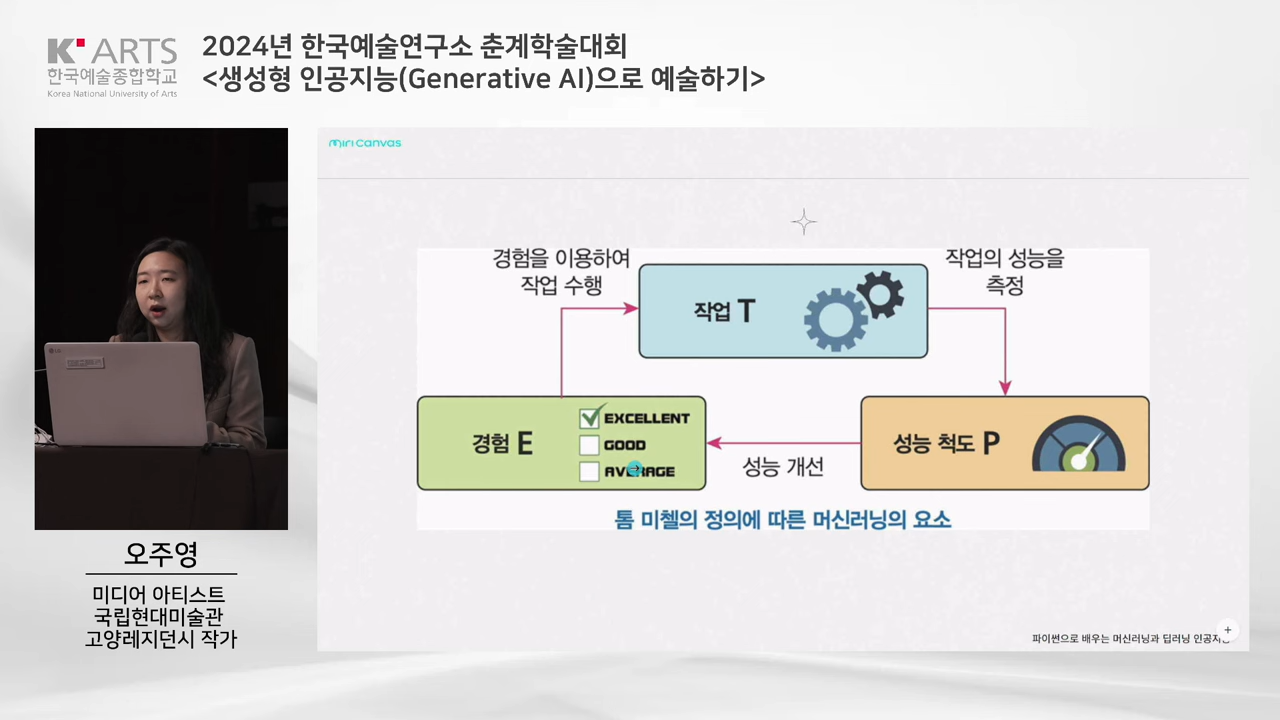 K ARTS
한국예술종합학교
Korea National University of Arts
2024년 한국예술연구소 춘계학술대회
<생성형 인공지능(Generative AI)으로 예술하기>
miri canvas
경험을 이용하여
작업 수행
작업 T
작업의 성능을
측정
경험 E
EXCELLENT
GOOD
AVERAGE
성능 개선
성능 척도 P
톰 미첼의 정의에 따른 머신러닝의 요소
파이썬으로 배우는 머신러닝과 딥러닝
LG
오주영
미디어 아티스트
국립현대미술관
고양레지던시 작가